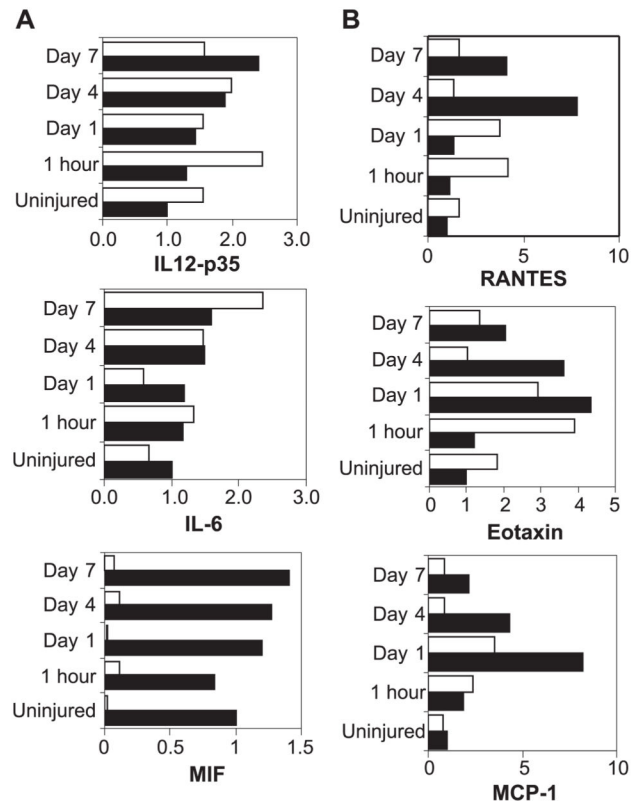 A
Day 7
Day 4
Day 1
1 hour
Uninjured
0.0 1.0 2.0 3.0
IL12-p35
Day 7
Day 4
Day 1
1 hour
Uninjured
0.0 1.0 2.0 3.0
IL-6
Day 7
Day 4
Day 1
1 hour
Uninjured
0 0.5 1 1.5
MIF
B
Day 7
Day 4
Day 1
1 hour
Uninjured
0 5 10
RANTES
Day 7
Day 4
Day 1
1 hour
Uninjured
0 1 2 3 4 5
Eotaxin
Day 7
Day 4
Day 1
1 hour
Uninjured
0 5 10
MCP-1